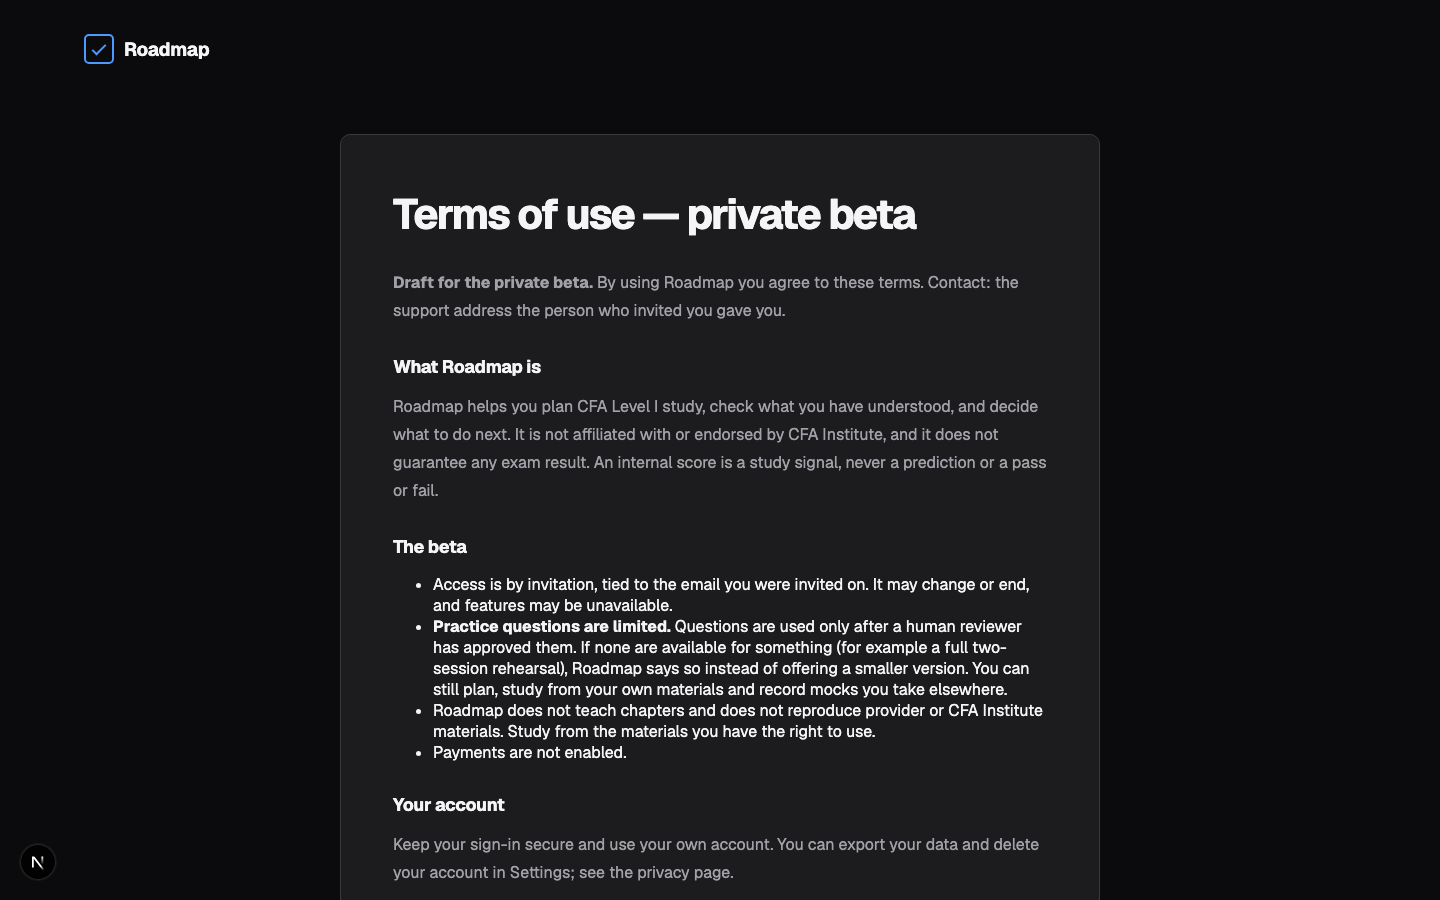 Roadmap
Terms of use — private beta
Draft for the private beta. By using Roadmap you agree to these terms. Contact: the
support address the person who invited you gave you.
What Roadmap is
Roadmap helps you plan CFA Level I study, check what you have understood, and decide
what to do next. It is not affiliated with or endorsed by CFA Institute, and it does not
guarantee any exam result. An internal score is a study signal, never a prediction or a pass
or fail.
The beta
• Access is by invitation, tied to the email you were invited on. It may change or end,
and features may be unavailable.
• Practice questions are limited. Questions are used only after a human reviewer
has approved them. If none are available for something (for example a full two-
session rehearsal), Roadmap says so instead of offering a smaller version. You can
still plan, study from your own materials and record mocks you take elsewhere.
• Roadmap does not teach chapters and does not reproduce provider or CFA Institute
materials. Study from the materials you have the right to use.
• Payments are not enabled.
Your account
Keep your sign-in secure and use your own account. You can export your data and delete
your account in Settings; see the privacy page.
N